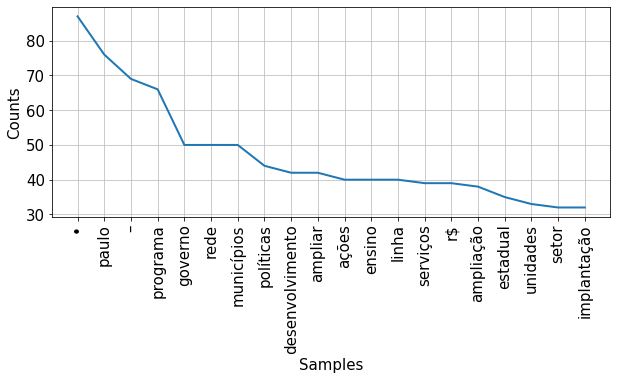 80
70
60
50
40
30
Counts
•
paulo
–
programa
governo
rede
municípios
políticas
desenvolvimento
ampliar
ações
ensino
linha
serviços
r$
ampliação
estadual
unidades
setor
implantação
Samples